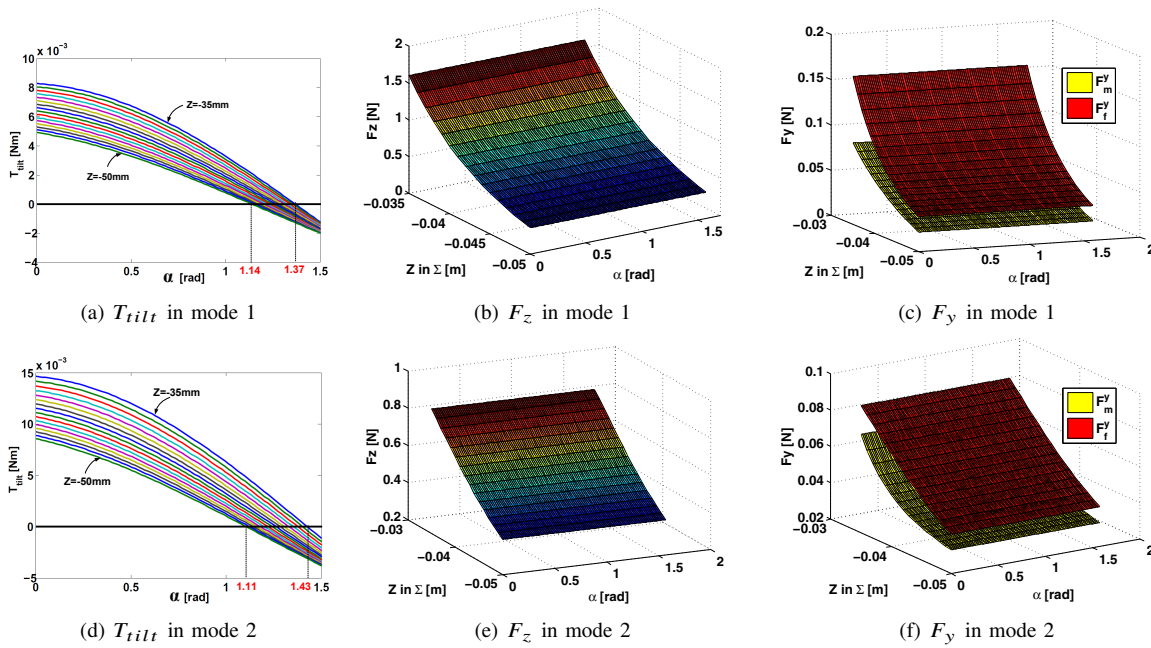 x 10⁻³
10
8
6
4
2
0
−2
−4
T_tilt [Nm]
Z=-35mm
Z=-50mm
0
0.5
1
1.5
1.14
1.37
α [rad]
(a) T_tilt in mode 1
2
1.5
1
0.5
0
Fz [N]
−0.035
−0.04
−0.045
−0.05
Z in Σ [m]
0
0.5
1
1.5
α [rad]
(b) F_z in mode 1
0.2
0.15
0.1
0.05
0
Fy [N]
F_m^y
F_f^y
−0.03
−0.04
−0.05
Z in Σ [m]
0
0.5
1
1.5
2
α [rad]
(c) F_y in mode 1
x 10⁻³
15
10
5
0
−5
T_tilt [Nm]
Z=-35mm
Z=-50mm
0
0.5
1
1.5
1.11
1.43
α [rad]
(d) T_tilt in mode 2
1
0.8
0.6
0.4
0.2
Fz [N]
−0.03
−0.04
−0.05
Z in Σ [m]
0
0.5
1
1.5
2
α [rad]
(e) F_z in mode 2
0.1
0.08
0.06
0.04
0.02
Fy [N]
F_m^y
F_f^y
−0.03
−0.04
−0.05
Z in Σ [m]
0
0.5
1
1.5
2
α [rad]
(f) F_y in mode 2